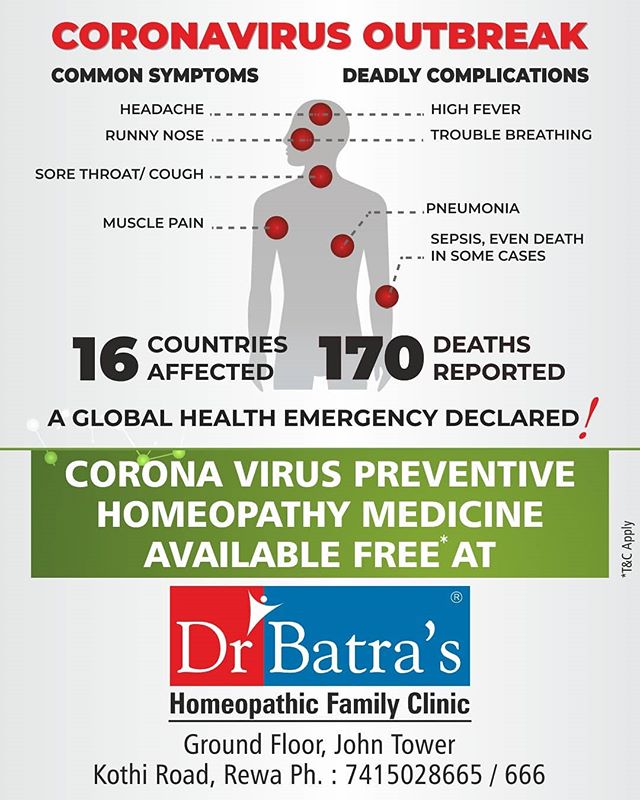 CORONAVIRUS OUTBREAK
COMMON SYMPTOMS
HEADACHE
RUNNY NOSE
SORE THROAT/ COUGH
MUSCLE PAIN
DEADLY COMPLICATIONS
HIGH FEVER
TROUBLE BREATHING
PNEUMONIA
SEPSIS, EVEN DEATH
IN SOME CASES
16 COUNTRIES
AFFECTED
170 DEATHS
REPORTED
A GLOBAL HEALTH EMERGENCY DECLARED!
CORONA VIRUS PREVENTIVE
HOMEOPATHY MEDICINE
AVAILABLE FREE* AT
*T&C Apply
Dr Batra's®
Homeopathic Family Clinic
Ground Floor, John Tower
Kothi Road, Rewa Ph. : 7415028665 / 666